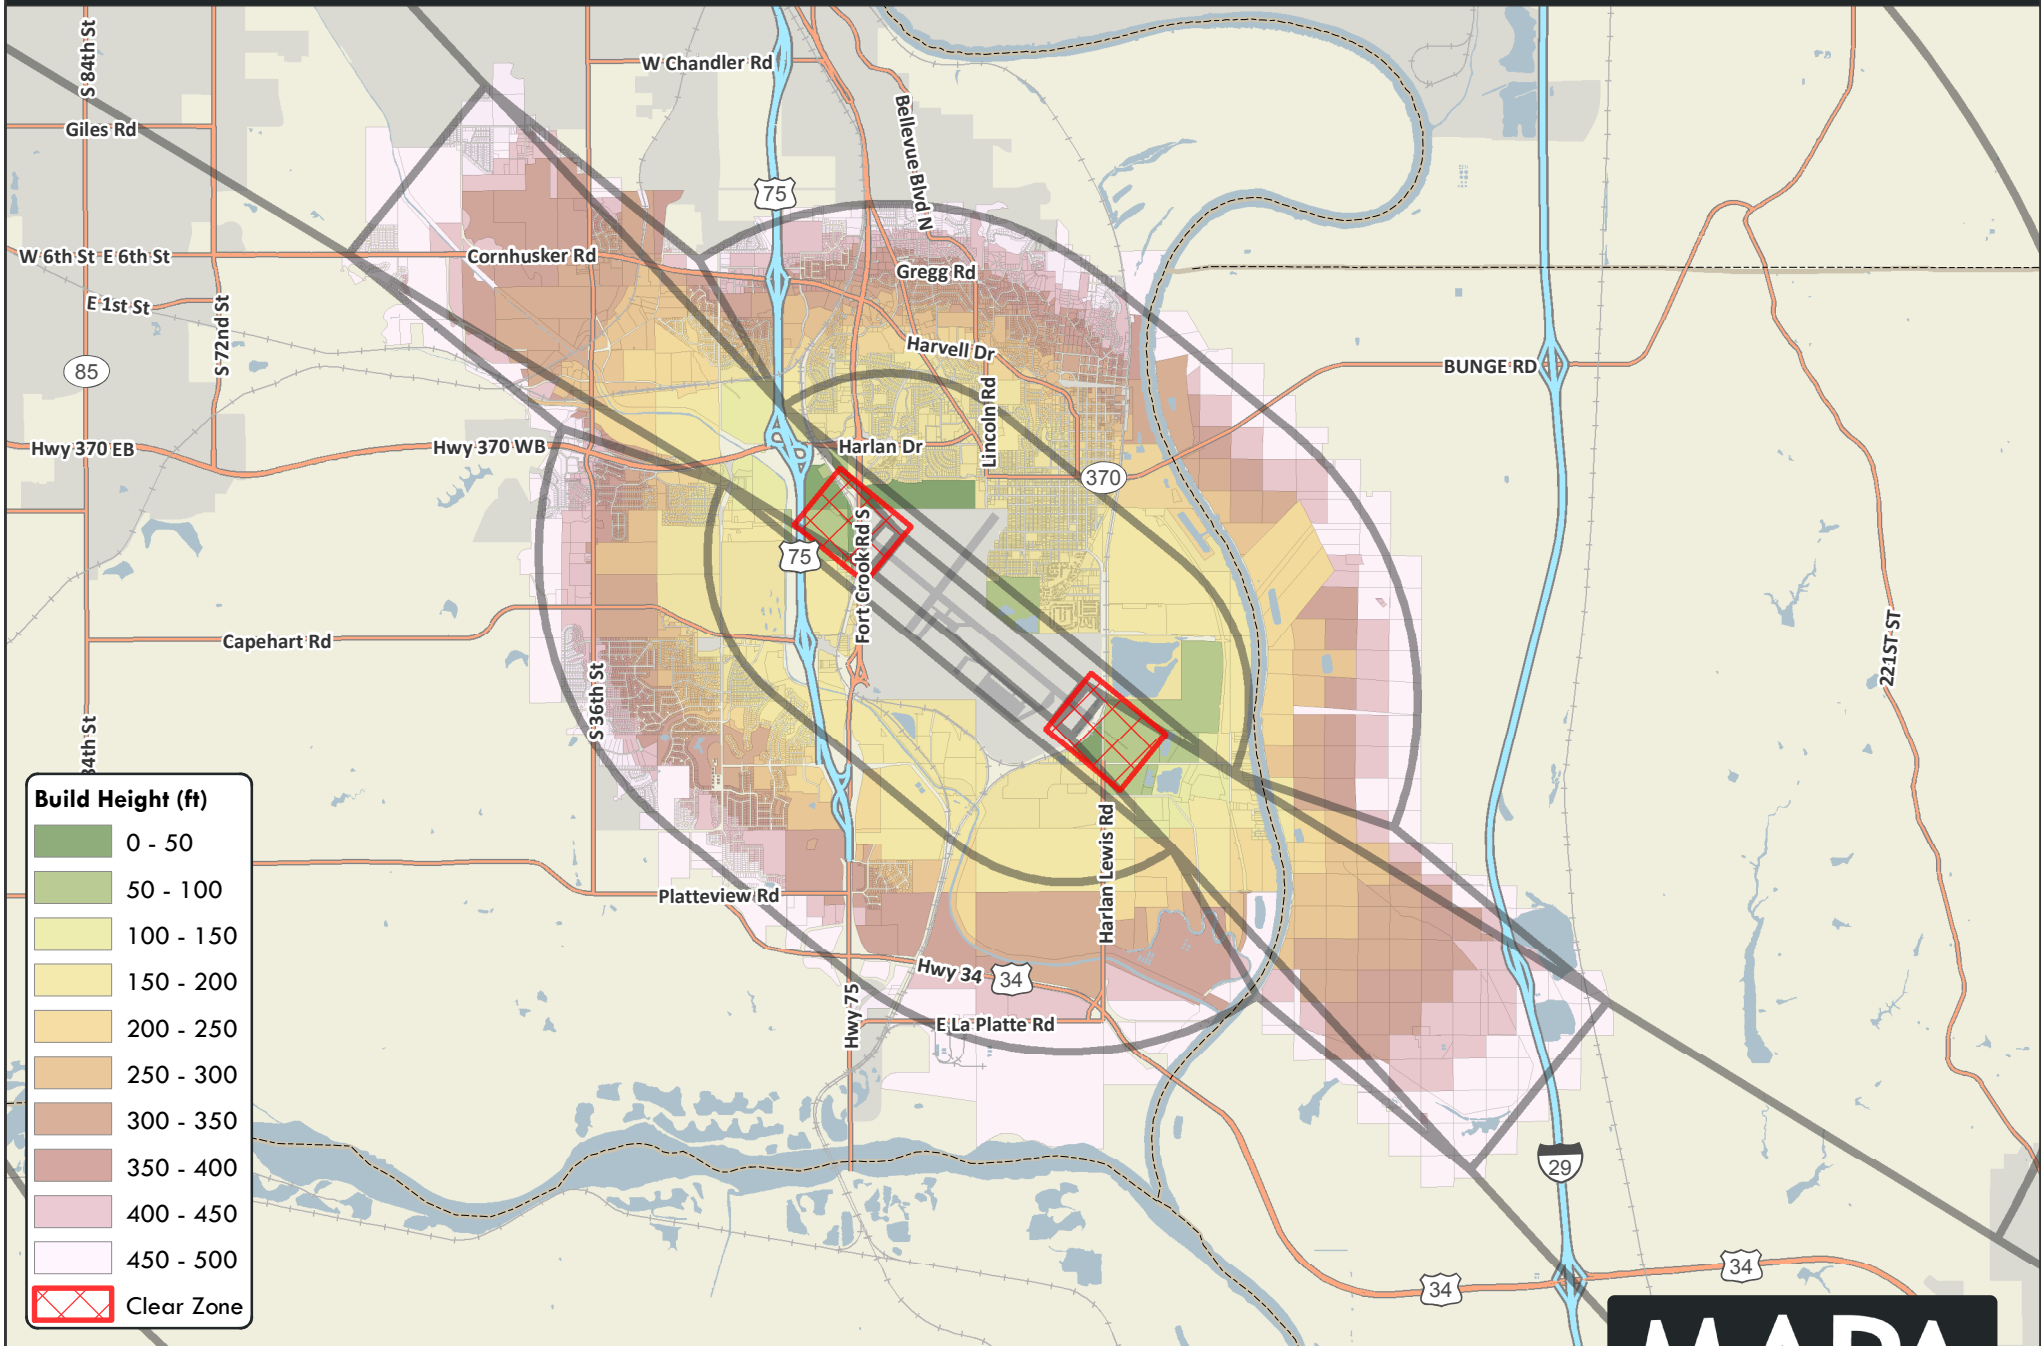 S 84th St
W Chandler Rd
Giles Rd
Bellevue Blvd N
75
W 6th St E 6th St
Cornhusker Rd
Gregg Rd
E 1st St
S 72nd St
Harvell Dr
85
BUNGE RD
Lincoln Rd
Hwy 370 EB
Hwy 370 WB
Harlan Dr
370
75
Fort Crook Rd S
Capehart Rd
221ST ST
S 36th St
84th St
Harlan Lewis Rd
Platteview Rd
Hwy 34
34
Hwy 75
E La Platte Rd
29
34
34
Build Height (ft)
0 - 50
50 - 100
100 - 150
150 - 200
200 - 250
250 - 300
300 - 350
350 - 400
400 - 450
450 - 500
Clear Zone
MAPA